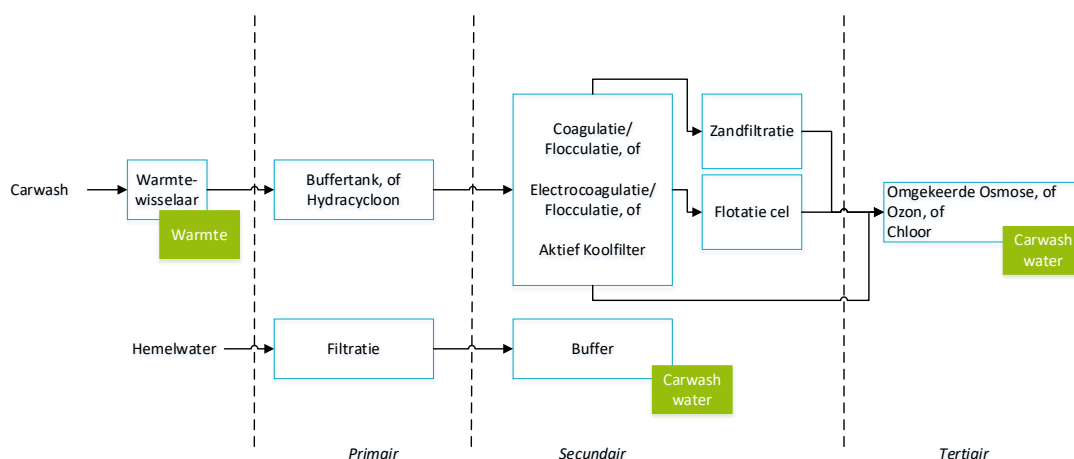 Carwash
Warmte-
wisselaar
Warmte
Buffertank, of
Hydracycloon
Coagulatie/
Flocculatie, of
Electrocoagulatie/
Flocculatie, of
Aktief Koolfilter
Zandfiltratie
Flotatie cel
Omgekeerde Osmose, of
Ozon, of
Chloor
Carwash
water
Hemelwater
Filtratie
Buffer
Carwash
water
Primair
Secundair
Tertiair